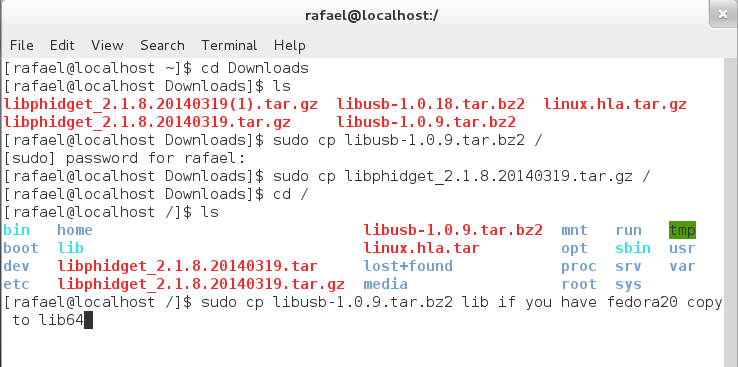 rafael@localhost:/
×
File Edit View Search Terminal Help
[rafael@localhost ~]$ cd Downloads
[rafael@localhost Downloads]$ ls
libphidget_2.1.8.20140319(1).tar.gz  libusb-1.0.18.tar.bz2  linux.hla.tar.gz
libphidget_2.1.8.20140319.tar.gz     libusb-1.0.9.tar.bz2
[rafael@localhost Downloads]$ sudo cp libusb-1.0.9.tar.bz2 /
[sudo] password for rafael:
[rafael@localhost Downloads]$ sudo cp libphidget_2.1.8.20140319.tar.gz /
[rafael@localhost Downloads]$ cd /
[rafael@localhost /]$ ls
bin   home                              libusb-1.0.9.tar.bz2  mnt   run   tmp
boot  lib                               linux.hla.tar         opt   sbin  usr
dev   libphidget_2.1.8.20140319.tar     lost+found            proc  srv   var
etc   libphidget_2.1.8.20140319.tar.gz  media                 root  sys
[rafael@localhost /]$ sudo cp libusb-1.0.9.tar.bz2 lib if you have fedora20 copy
 to lib64